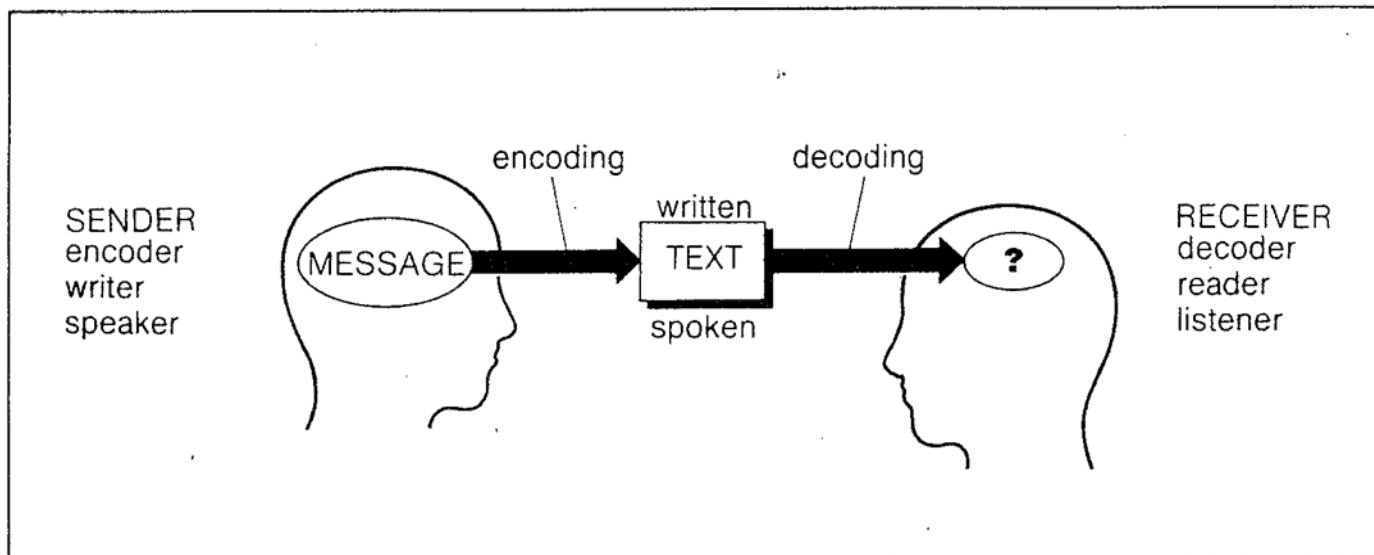 encoding
decoding
SENDER
encoder
writer
speaker
MESSAGE
written
TEXT
spoken
?
RECEIVER
decoder
reader
listener